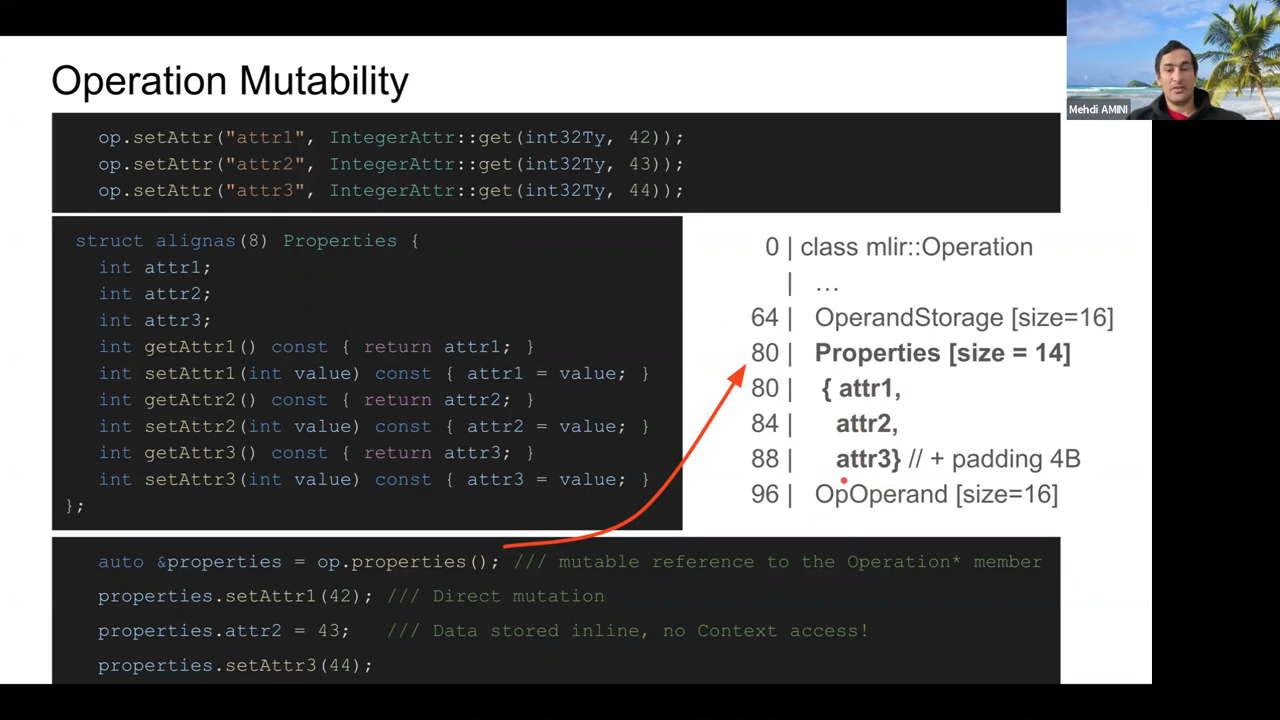 Operation Mutability
Mehdi AMINI
op.setAttr("attr1", IntegerAttr::get(int32Ty, 42));
op.setAttr("attr2", IntegerAttr::get(int32Ty, 43));
op.setAttr("attr3", IntegerAttr::get(int32Ty, 44));
struct alignas(8) Properties {
int attr1;
int attr2;
int attr3;
int getAttr1() const { return attr1; }
int setAttr1(int value) const { attr1 = value; }
int getAttr2() const { return attr2; }
int setAttr2(int value) const { attr2 = value; }
int getAttr3() const { return attr3; }
int setAttr3(int value) const { attr3 = value; }
};
0 | class mlir::Operation
| …
64 | OperandStorage [size=16]
80 | Properties [size = 14]
80 | { attr1,
84 | attr2,
88 | attr3} // + padding 4B
96 | OpOperand [size=16]
auto &properties = op.properties(); /// mutable reference to the Operation* member
properties.setAttr1(42); /// Direct mutation
properties.attr2 = 43; /// Data stored inline, no Context access!
properties.setAttr3(44);